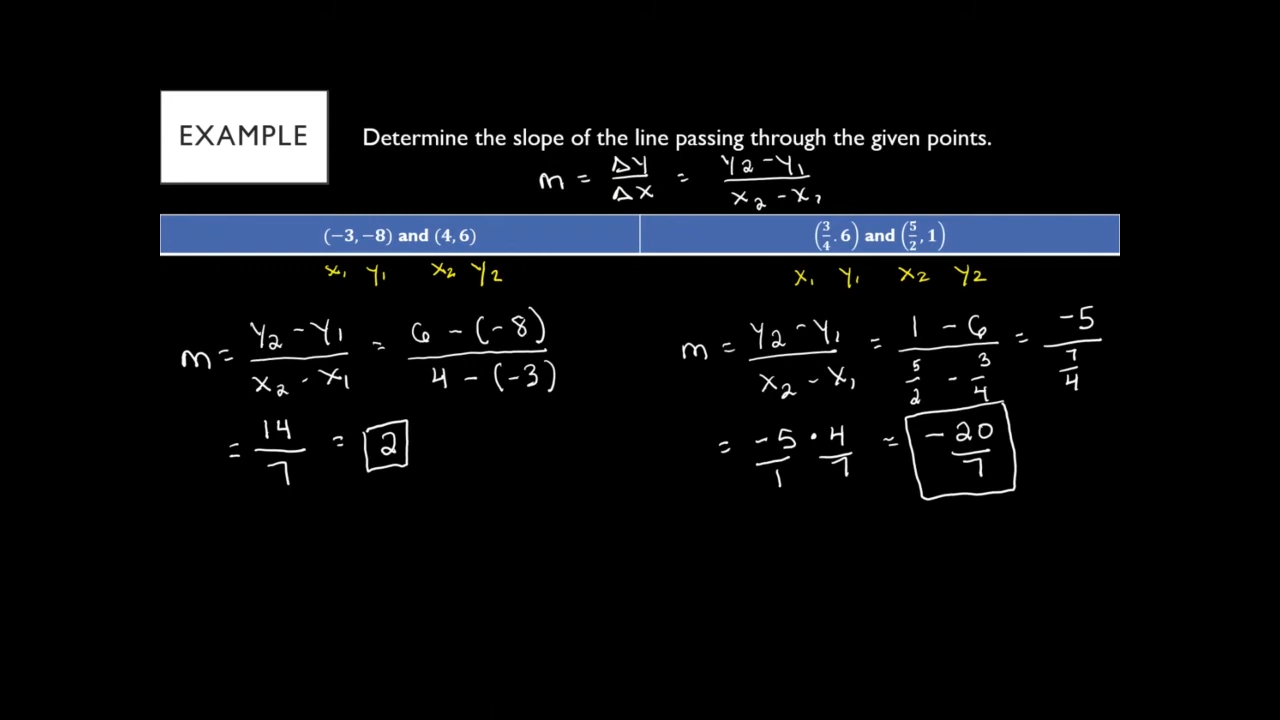 EXAMPLE
Determine the slope of the line passing through the given points.
m = Δy/Δx = (y₂ - y₁)/(x₂ - x₁)
(−3, −8) and (4, 6)
(3/4 . 6) and (5/2, 1)
x₁ y₁ x₂ y₂
x₁ y₁ x₂ y₂
m = (y₂ - y₁)/(x₂ - x₁) = (6 - (-8))/(4 - (-3))
= 14/7 = 2
m = (y₂ - y₁)/(x₂ - x₁) = (1 - 6)/(5/2 - 3/4) = -5/(7/4)
= -5/1 · 4/7 = -20/7